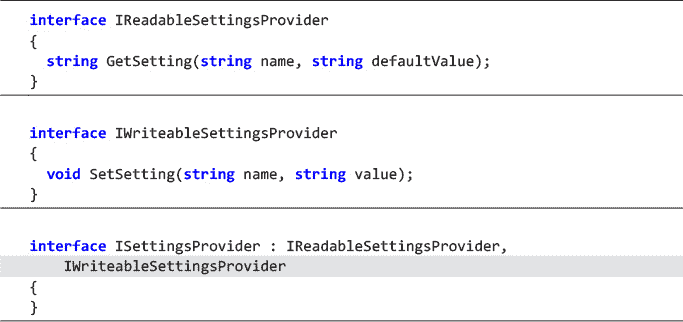 interface IReadableSettingsProvider
{
  string GetSetting(string name, string defaultValue);
}
interface IWriteableSettingsProvider
{
  void SetSetting(string name, string value);
}
interface ISettingsProvider : IReadableSettingsProvider,
    IWriteableSettingsProvider
{
}